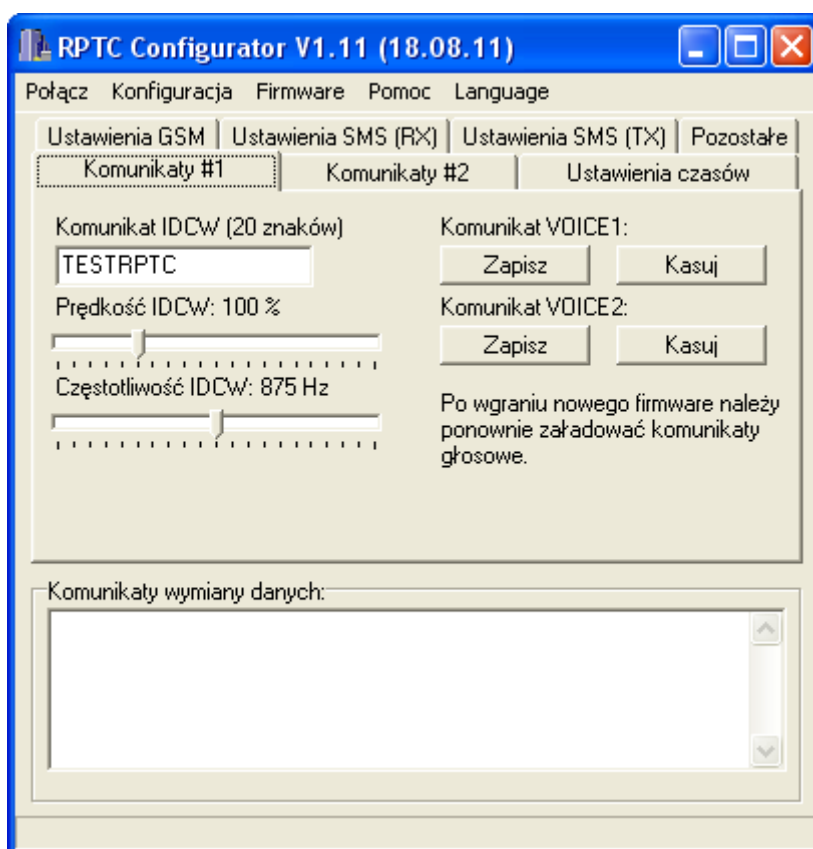 RPTC Configurator V1.11 (18.08.11)
Połącz Konfiguracja Firmware Pomoc Language
Ustawienia GSM Ustawienia SMS (RX) Ustawienia SMS (TX) Pozostałe
Komunikaty #1 Komunikaty #2 Ustawienia czasów
Komunikat IDCW (20 znaków) Komunikat VOICE1:
TESTRPTC Zapisz Kasuj
Prędkość IDCW: 100 % Komunikat VOICE2:
Zapisz Kasuj
Częstotliwość IDCW: 875 Hz
Po wgraniu nowego firmware należy
ponownie załadować komunikaty
głosowe.
Komunikaty wymiany danych: